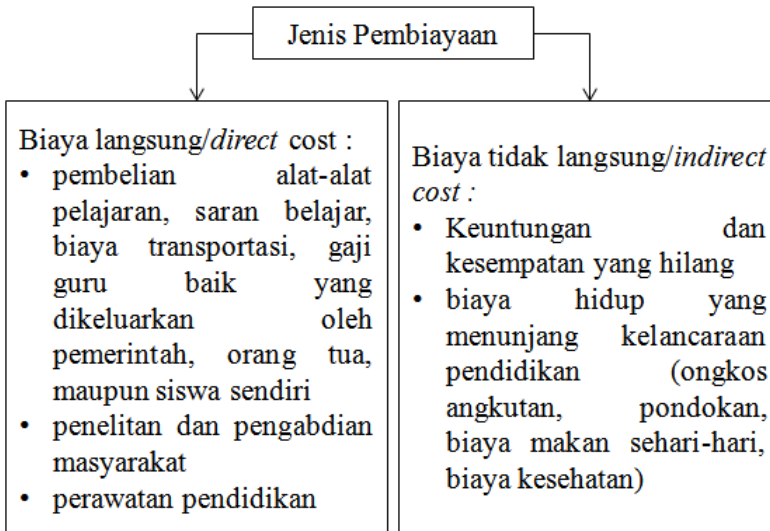 Jenis Pembiayaan
Biaya langsung/direct cost :
• pembelian alat-alat
pelajaran, saran belajar,
biaya transportasi, gaji
guru baik yang
dikeluarkan oleh
pemerintah, orang tua,
maupun siswa sendiri
• penelitan dan pengabdian
masyarakat
• perawatan pendidikan
Biaya tidak langsung/indirect
cost :
• Keuntungan dan
kesempatan yang hilang
• biaya hidup yang
menunjang kelancaraan
pendidikan (ongkos
angkutan, pondokan,
biaya makan sehari-hari,
biaya kesehatan)